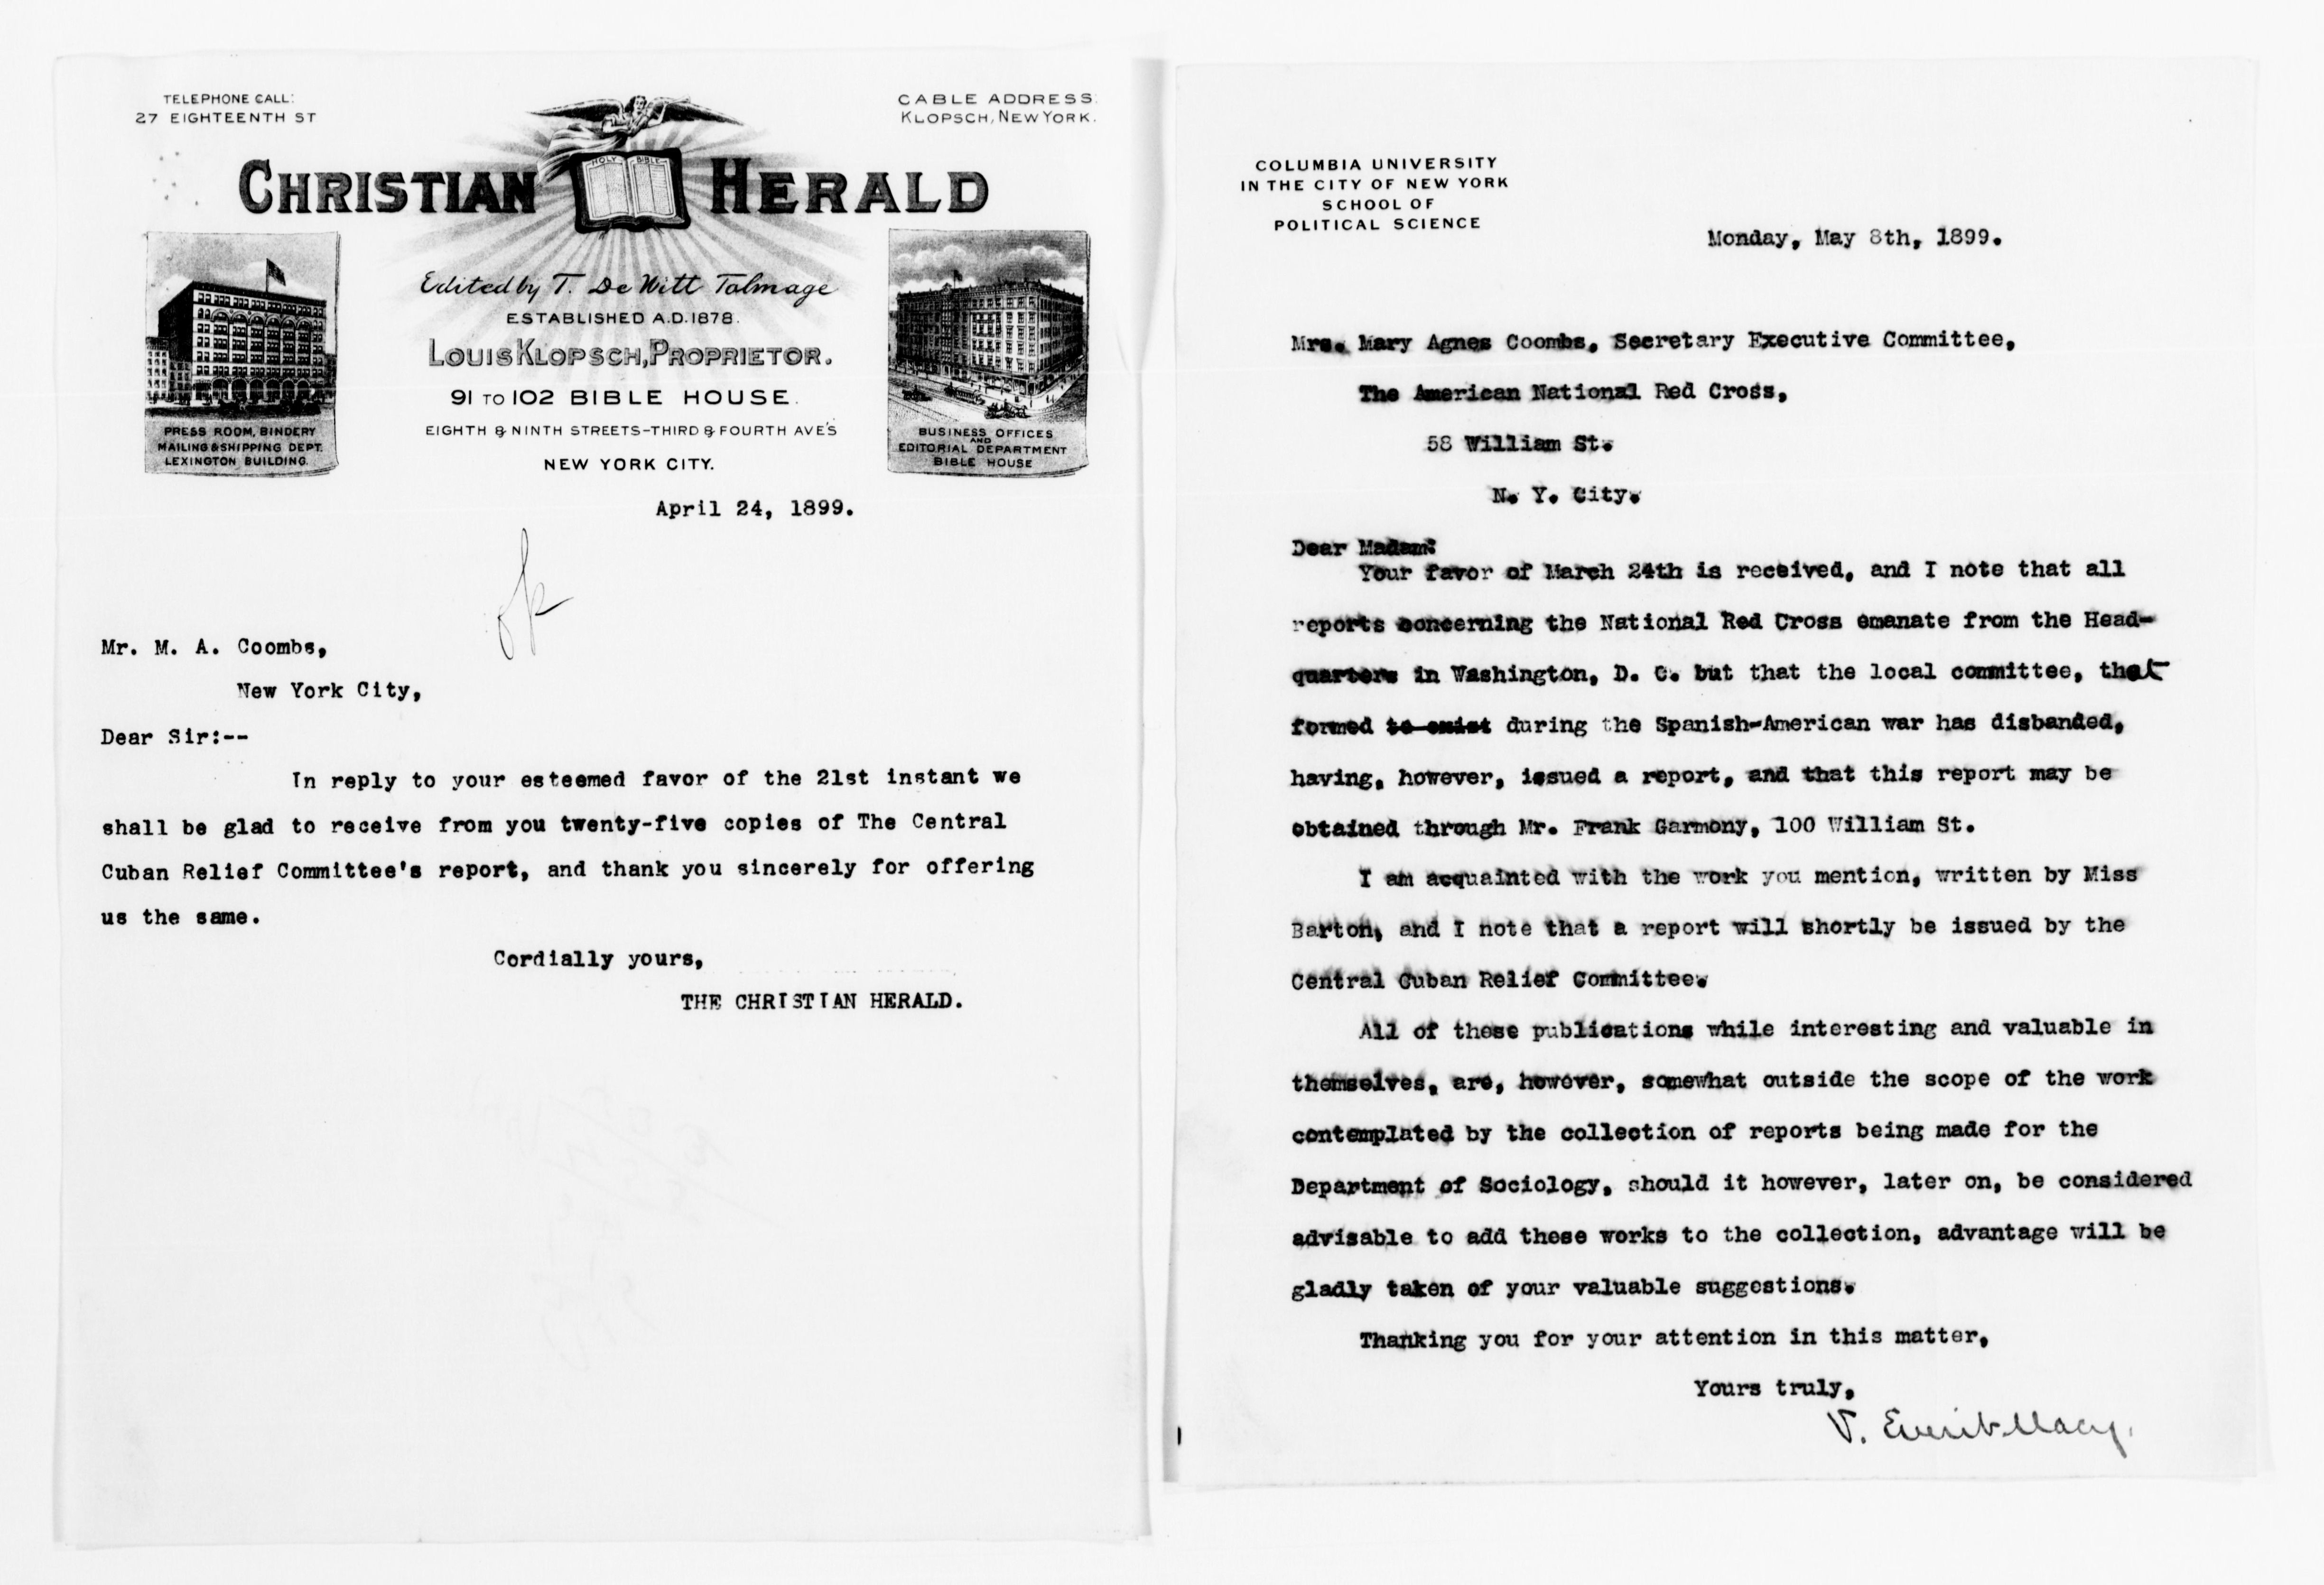 TELEPHONE CALL:
27 EIGHTEENTH ST
CABLE ADDRESS:
KLOPSCH, NEW YORK.
HOLY BIBLE
CHRISTIAN HERALD
Edited by T. De Witt Talmage
ESTABLISHED A.D. 1878.
LOUIS KLOPSCH, PROPRIETOR.
91 TO 102 BIBLE HOUSE.
EIGHTH & NINTH STREETS-THIRD & FOURTH AVE'S
NEW YORK CITY.
PRESS ROOM, BINDERY
MAILING & SHIPPING DEPT.
LEXINGTON BUILDING.
BUSINESS OFFICES
AND
EDITORIAL DEPARTMENT
BIBLE HOUSE
April 24, 1899.
ok
Mr. M. A. Coombs,
New York City,
Dear Sir:--
In reply to your esteemed favor of the 21st instant we
shall be glad to receive from you twenty-five copies of The Central
Cuban Relief Committee's report, and thank you sincerely for offering
us the same.
Cordially yours,
THE CHRISTIAN HERALD.
COLUMBIA UNIVERSITY
IN THE CITY OF NEW YORK
SCHOOL OF
POLITICAL SCIENCE
Monday, May 8th, 1899.
Mrs. Mary Agnes Coombs, Secretary Executive Committee,
The American National Red Cross,
58 William St.
N. Y. City.
Dear Madam:
Your favor of March 24th is received, and I note that all
reports concerning the National Red Cross emanate from the Head-
quarters in Washington, D. C. but that the local committee, that
formed to exist during the Spanish-American war has disbanded,
having, however, issued a report, and that this report may be
obtained through Mr. Frank Garmony, 100 William St.
I am acquainted with the work you mention, written by Miss
Barton, and I note that a report will shortly be issued by the
Central Cuban Relief Committee.
All of these publications while interesting and valuable in
themselves, are, however, somewhat outside the scope of the work
contemplated by the collection of reports being made for the
Department of Sociology, should it however, later on, be considered
advisable to add these works to the collection, advantage will be
gladly taken of your valuable suggestions.
Thanking you for your attention in this matter,
Yours truly,
V. Everit Macy.